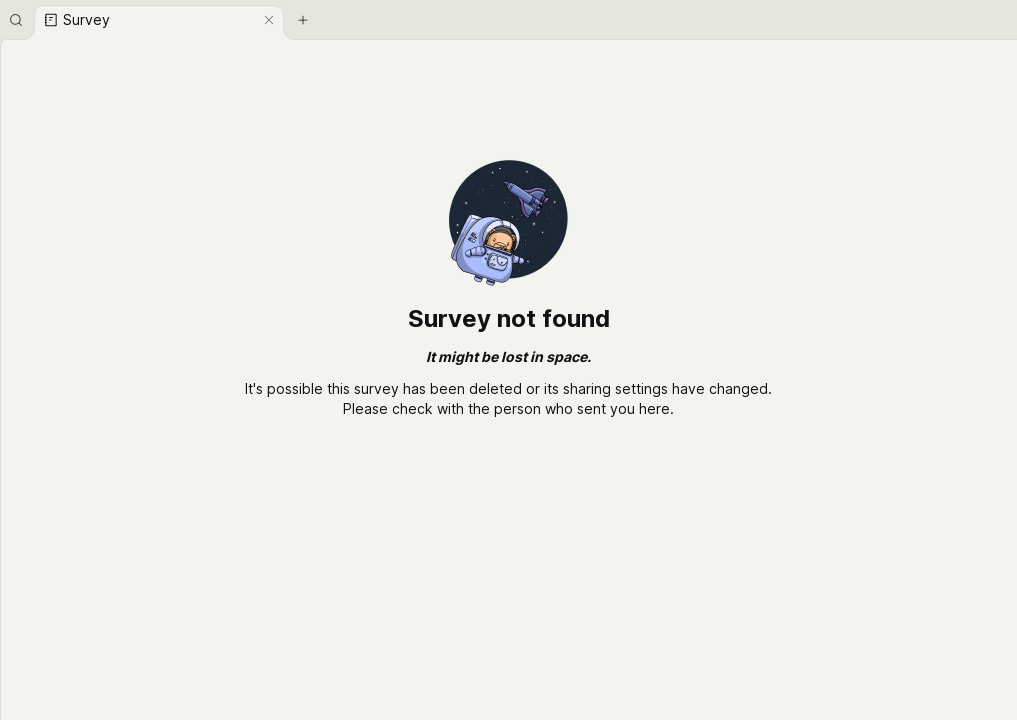 Survey
Survey not found
It might be lost in space.
It's possible this survey has been deleted or its sharing settings have changed.
Please check with the person who sent you here.